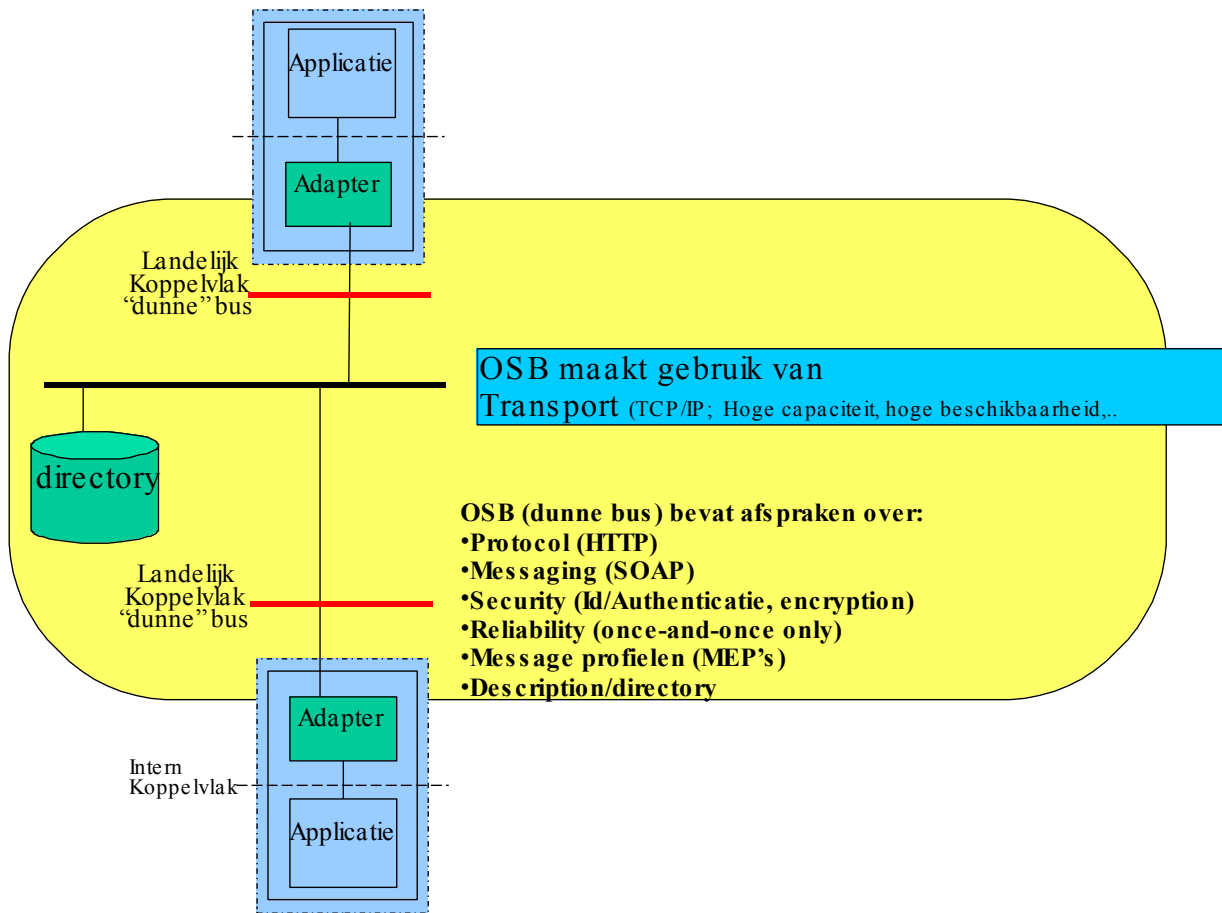 Applicatie
Adapter
Landelijk
Koppelvlak
“dunne” bus
OSB maakt gebruik van
Transport (TCP/IP; Hoge capaciteit, hoge beschikbaarheid,..
directory
OSB (dunne bus) bevat afspraken over:
•Protocol (HTTP)
•Messaging (SOAP)
•Security (Id/Authenticatie, encryption)
•Reliability (once-and-once only)
•Message profielen (MEP’s)
•Description/directory
Landelijk
Koppelvlak
“dunne” bus
Adapter
Intern
Koppelvlak
Applicatie